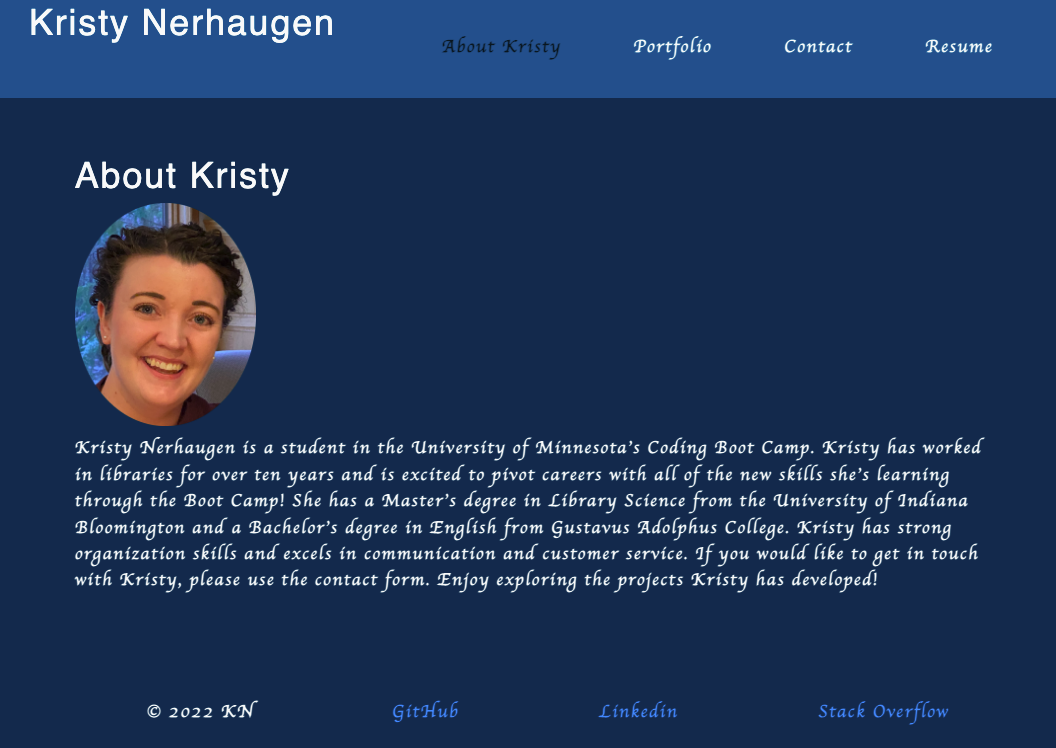 Kristy Nerhaugen
About Kristy
Portfolio
Contact
Resume
About Kristy
Kristy Nerhaugen is a student in the University of Minnesota's Coding Boot Camp. Kristy has worked
in libraries for over ten years and is excited to pivot careers with all of the new skills she's learning
through the Boot Camp! She has a Master's degree in Library Science from the University of Indiana
Bloomington and a Bachelor's degree in English from Gustavus Adolphus College. Kristy has strong
organization skills and excels in communication and customer service. If you would like to get in touch
with Kristy, please use the contact form. Enjoy exploring the projects Kristy has developed!
© 2022 KN
GitHub
Linkedin
Stack Overflow